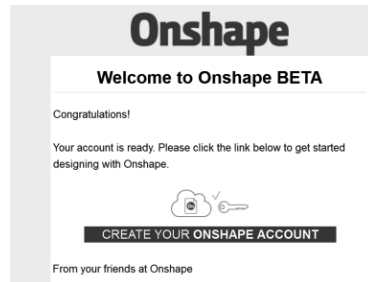 Onshape
Welcome to Onshape BETA
Congratulations!
Your account is ready. Please click the link below to get started
designing with Onshape.
CREATE YOUR ONSHAPE ACCOUNT
From your friends at Onshape